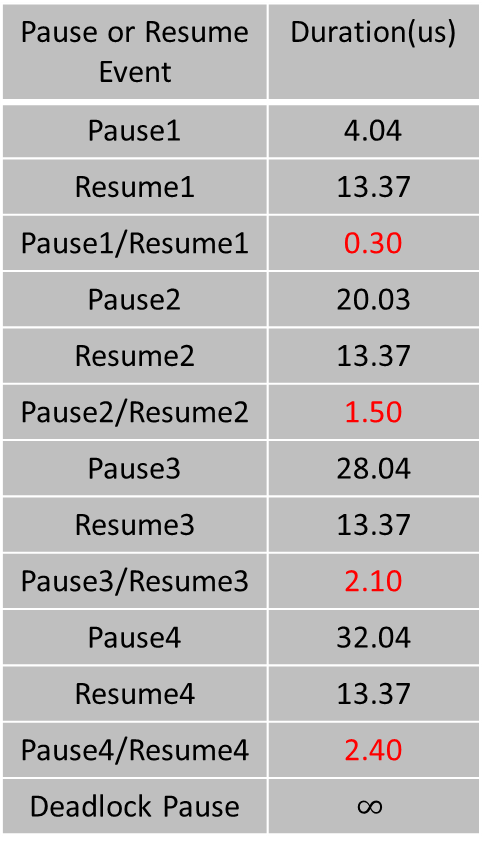 Pause or Resume Duration(us)
Event
Pause1 4.04
Resume1 13.37
Pause1/Resume1 0.30
Pause2 20.03
Resume2 13.37
Pause2/Resume2 1.50
Pause3 28.04
Resume3 13.37
Pause3/Resume3 2.10
Pause4 32.04
Resume4 13.37
Pause4/Resume4 2.40
Deadlock Pause ∞